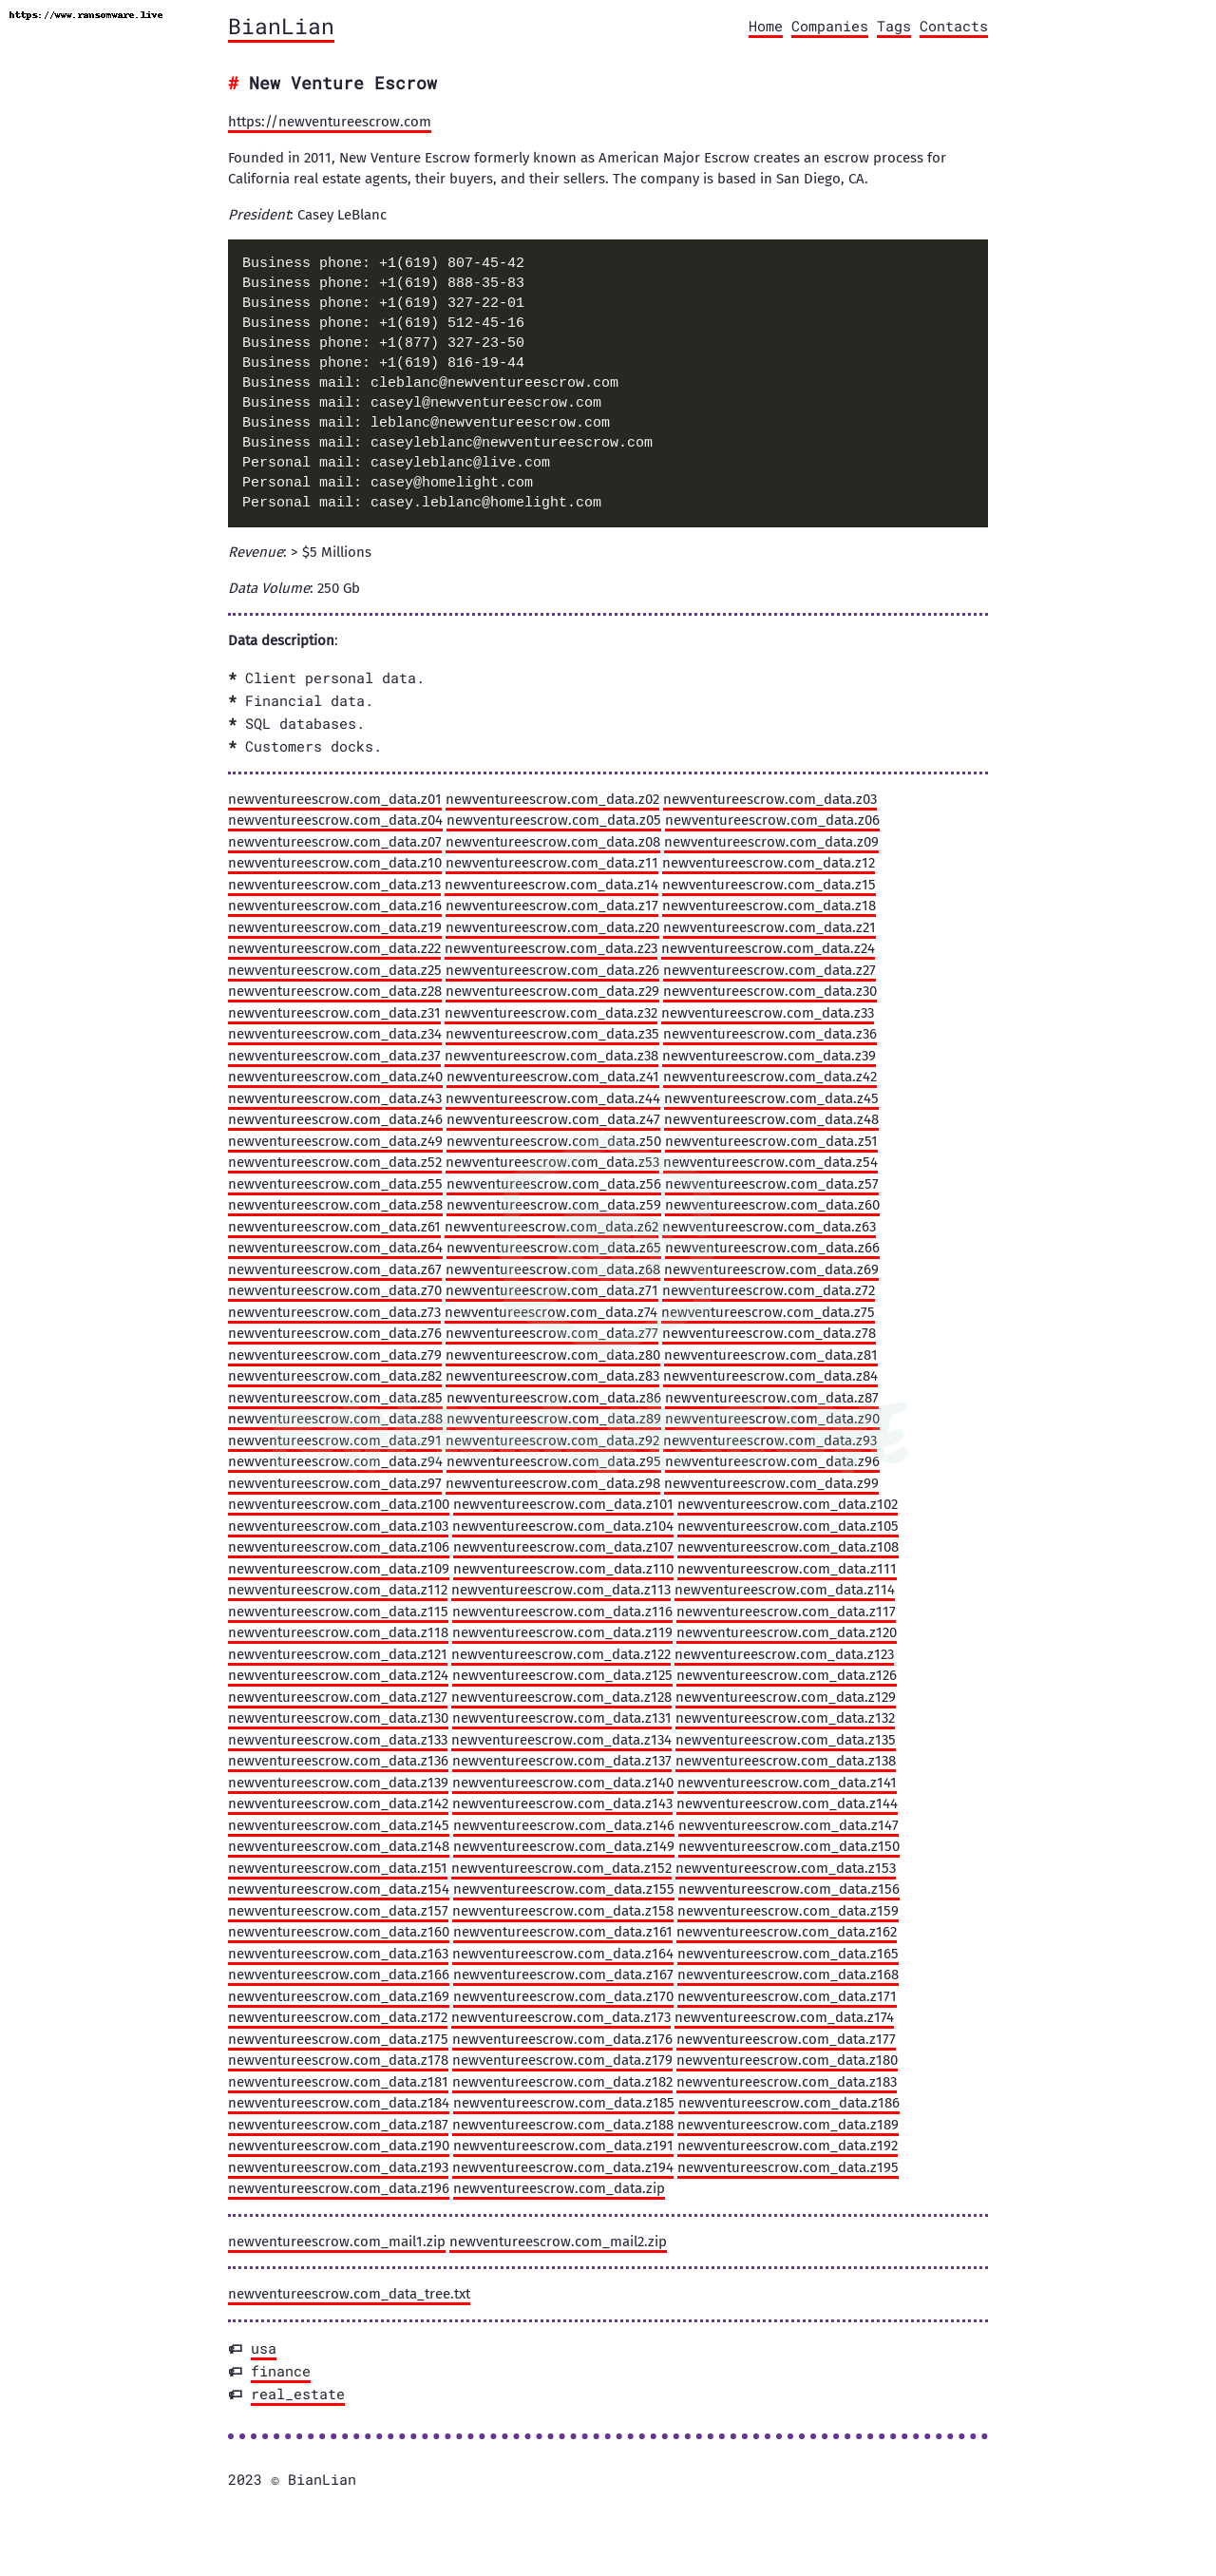 https://www.ransomware.live
BianLian
Home Companies Tags Contacts
# New Venture Escrow
https://newventureescrow.com
Founded in 2011, New Venture Escrow formerly known as American Major Escrow creates an escrow process for
California real estate agents, their buyers, and their sellers. The company is based in San Diego, CA.
President: Casey LeBlanc
Business phone: +1(619) 807-45-42
Business phone: +1(619) 888-35-83
Business phone: +1(619) 327-22-01
Business phone: +1(619) 512-45-16
Business phone: +1(877) 327-23-50
Business phone: +1(619) 816-19-44
Business mail: cleblanc@newventureescrow.com
Business mail: caseyl@newventureescrow.com
Business mail: leblanc@newventureescrow.com
Business mail: caseyleblanc@newventureescrow.com
Personal mail: caseyleblanc@live.com
Personal mail: casey@homelight.com
Personal mail: casey.leblanc@homelight.com
Revenue: > $5 Millions
Data Volume: 250 Gb
Data description:
* Client personal data.
* Financial data.
* SQL databases.
* Customers docks.
newventureescrow.com_data.z01 newventureescrow.com_data.z02 newventureescrow.com_data.z03
newventureescrow.com_data.z04 newventureescrow.com_data.z05 newventureescrow.com_data.z06
newventureescrow.com_data.z07 newventureescrow.com_data.z08 newventureescrow.com_data.z09
newventureescrow.com_data.z10 newventureescrow.com_data.z11 newventureescrow.com_data.z12
newventureescrow.com_data.z13 newventureescrow.com_data.z14 newventureescrow.com_data.z15
newventureescrow.com_data.z16 newventureescrow.com_data.z17 newventureescrow.com_data.z18
newventureescrow.com_data.z19 newventureescrow.com_data.z20 newventureescrow.com_data.z21
newventureescrow.com_data.z22 newventureescrow.com_data.z23 newventureescrow.com_data.z24
newventureescrow.com_data.z25 newventureescrow.com_data.z26 newventureescrow.com_data.z27
newventureescrow.com_data.z28 newventureescrow.com_data.z29 newventureescrow.com_data.z30
newventureescrow.com_data.z31 newventureescrow.com_data.z32 newventureescrow.com_data.z33
newventureescrow.com_data.z34 newventureescrow.com_data.z35 newventureescrow.com_data.z36
newventureescrow.com_data.z37 newventureescrow.com_data.z38 newventureescrow.com_data.z39
newventureescrow.com_data.z40 newventureescrow.com_data.z41 newventureescrow.com_data.z42
newventureescrow.com_data.z43 newventureescrow.com_data.z44 newventureescrow.com_data.z45
newventureescrow.com_data.z46 newventureescrow.com_data.z47 newventureescrow.com_data.z48
newventureescrow.com_data.z49 newventureescrow.com_data.z50 newventureescrow.com_data.z51
newventureescrow.com_data.z52 newventureescrow.com_data.z53 newventureescrow.com_data.z54
newventureescrow.com_data.z55 newventureescrow.com_data.z56 newventureescrow.com_data.z57
newventureescrow.com_data.z58 newventureescrow.com_data.z59 newventureescrow.com_data.z60
newventureescrow.com_data.z61 newventureescrow.com_data.z62 newventureescrow.com_data.z63
newventureescrow.com_data.z64 newventureescrow.com_data.z65 newventureescrow.com_data.z66
newventureescrow.com_data.z67 newventureescrow.com_data.z68 newventureescrow.com_data.z69
newventureescrow.com_data.z70 newventureescrow.com_data.z71 newventureescrow.com_data.z72
newventureescrow.com_data.z73 newventureescrow.com_data.z74 newventureescrow.com_data.z75
newventureescrow.com_data.z76 newventureescrow.com_data.z77 newventureescrow.com_data.z78
newventureescrow.com_data.z79 newventureescrow.com_data.z80 newventureescrow.com_data.z81
newventureescrow.com_data.z82 newventureescrow.com_data.z83 newventureescrow.com_data.z84
newventureescrow.com_data.z85 newventureescrow.com_data.z86 newventureescrow.com_data.z87
newventureescrow.com_data.z88 newventureescrow.com_data.z89 newventureescrow.com_data.z90
newventureescrow.com_data.z91 newventureescrow.com_data.z92 newventureescrow.com_data.z93
newventureescrow.com_data.z94 newventureescrow.com_data.z95 newventureescrow.com_data.z96
newventureescrow.com_data.z97 newventureescrow.com_data.z98 newventureescrow.com_data.z99
newventureescrow.com_data.z100 newventureescrow.com_data.z101 newventureescrow.com_data.z102
newventureescrow.com_data.z103 newventureescrow.com_data.z104 newventureescrow.com_data.z105
newventureescrow.com_data.z106 newventureescrow.com_data.z107 newventureescrow.com_data.z108
newventureescrow.com_data.z109 newventureescrow.com_data.z110 newventureescrow.com_data.z111
newventureescrow.com_data.z112 newventureescrow.com_data.z113 newventureescrow.com_data.z114
newventureescrow.com_data.z115 newventureescrow.com_data.z116 newventureescrow.com_data.z117
newventureescrow.com_data.z118 newventureescrow.com_data.z119 newventureescrow.com_data.z120
newventureescrow.com_data.z121 newventureescrow.com_data.z122 newventureescrow.com_data.z123
newventureescrow.com_data.z124 newventureescrow.com_data.z125 newventureescrow.com_data.z126
newventureescrow.com_data.z127 newventureescrow.com_data.z128 newventureescrow.com_data.z129
newventureescrow.com_data.z130 newventureescrow.com_data.z131 newventureescrow.com_data.z132
newventureescrow.com_data.z133 newventureescrow.com_data.z134 newventureescrow.com_data.z135
newventureescrow.com_data.z136 newventureescrow.com_data.z137 newventureescrow.com_data.z138
newventureescrow.com_data.z139 newventureescrow.com_data.z140 newventureescrow.com_data.z141
newventureescrow.com_data.z142 newventureescrow.com_data.z143 newventureescrow.com_data.z144
newventureescrow.com_data.z145 newventureescrow.com_data.z146 newventureescrow.com_data.z147
newventureescrow.com_data.z148 newventureescrow.com_data.z149 newventureescrow.com_data.z150
newventureescrow.com_data.z151 newventureescrow.com_data.z152 newventureescrow.com_data.z153
newventureescrow.com_data.z154 newventureescrow.com_data.z155 newventureescrow.com_data.z156
newventureescrow.com_data.z157 newventureescrow.com_data.z158 newventureescrow.com_data.z159
newventureescrow.com_data.z160 newventureescrow.com_data.z161 newventureescrow.com_data.z162
newventureescrow.com_data.z163 newventureescrow.com_data.z164 newventureescrow.com_data.z165
newventureescrow.com_data.z166 newventureescrow.com_data.z167 newventureescrow.com_data.z168
newventureescrow.com_data.z169 newventureescrow.com_data.z170 newventureescrow.com_data.z171
newventureescrow.com_data.z172 newventureescrow.com_data.z173 newventureescrow.com_data.z174
newventureescrow.com_data.z175 newventureescrow.com_data.z176 newventureescrow.com_data.z177
newventureescrow.com_data.z178 newventureescrow.com_data.z179 newventureescrow.com_data.z180
newventureescrow.com_data.z181 newventureescrow.com_data.z182 newventureescrow.com_data.z183
newventureescrow.com_data.z184 newventureescrow.com_data.z185 newventureescrow.com_data.z186
newventureescrow.com_data.z187 newventureescrow.com_data.z188 newventureescrow.com_data.z189
newventureescrow.com_data.z190 newventureescrow.com_data.z191 newventureescrow.com_data.z192
newventureescrow.com_data.z193 newventureescrow.com_data.z194 newventureescrow.com_data.z195
newventureescrow.com_data.z196 newventureescrow.com_data.zip
newventureescrow.com_mail1.zip newventureescrow.com_mail2.zip
newventureescrow.com_data_tree.txt
usa
finance
real_estate
2023 © BianLian